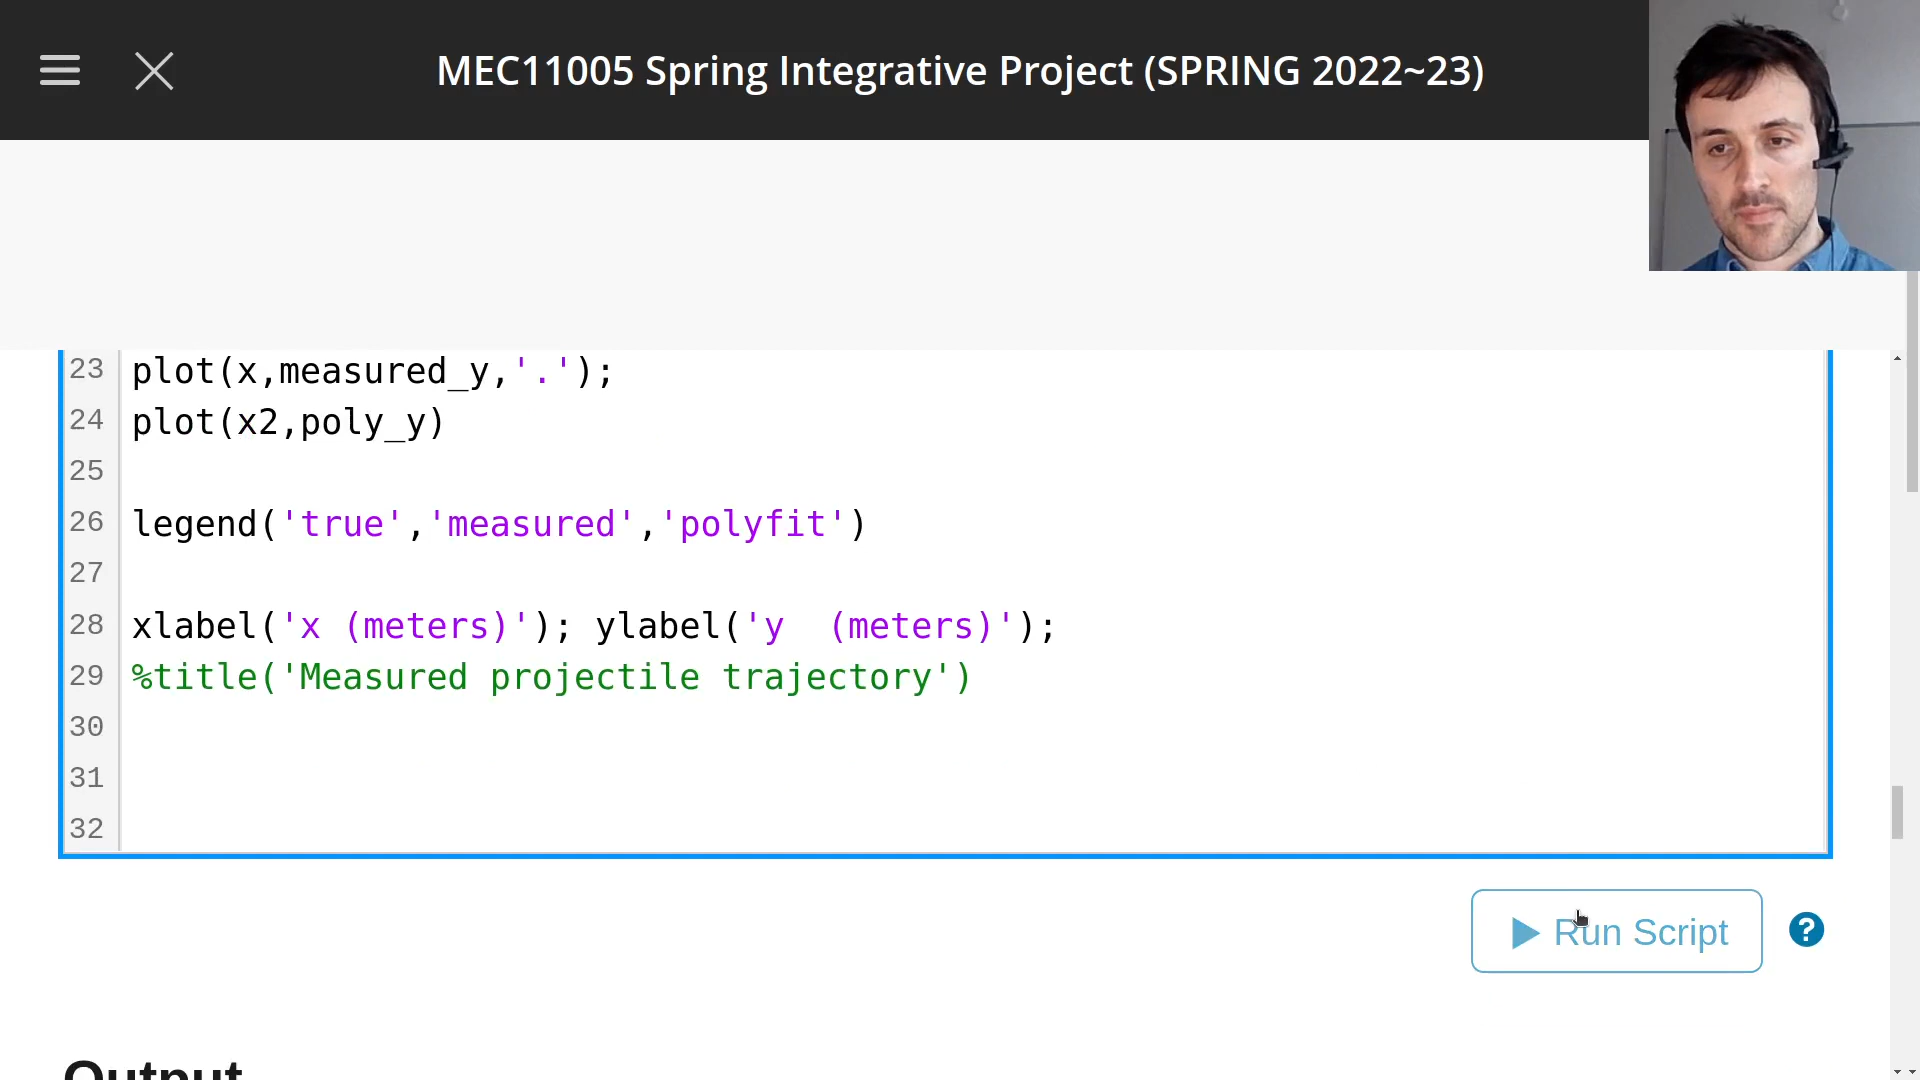 MEC11005 Spring Integrative Project (SPRING 2022~23)
23 plot(x,measured_y,'.');
24 plot(x2,poly_y)
25
26 legend('true','measured','polyfit')
27
28 xlabel('x (meters)'); ylabel('y  (meters)');
29 %title('Measured projectile trajectory')
30
31
32
Run Script ?
Output